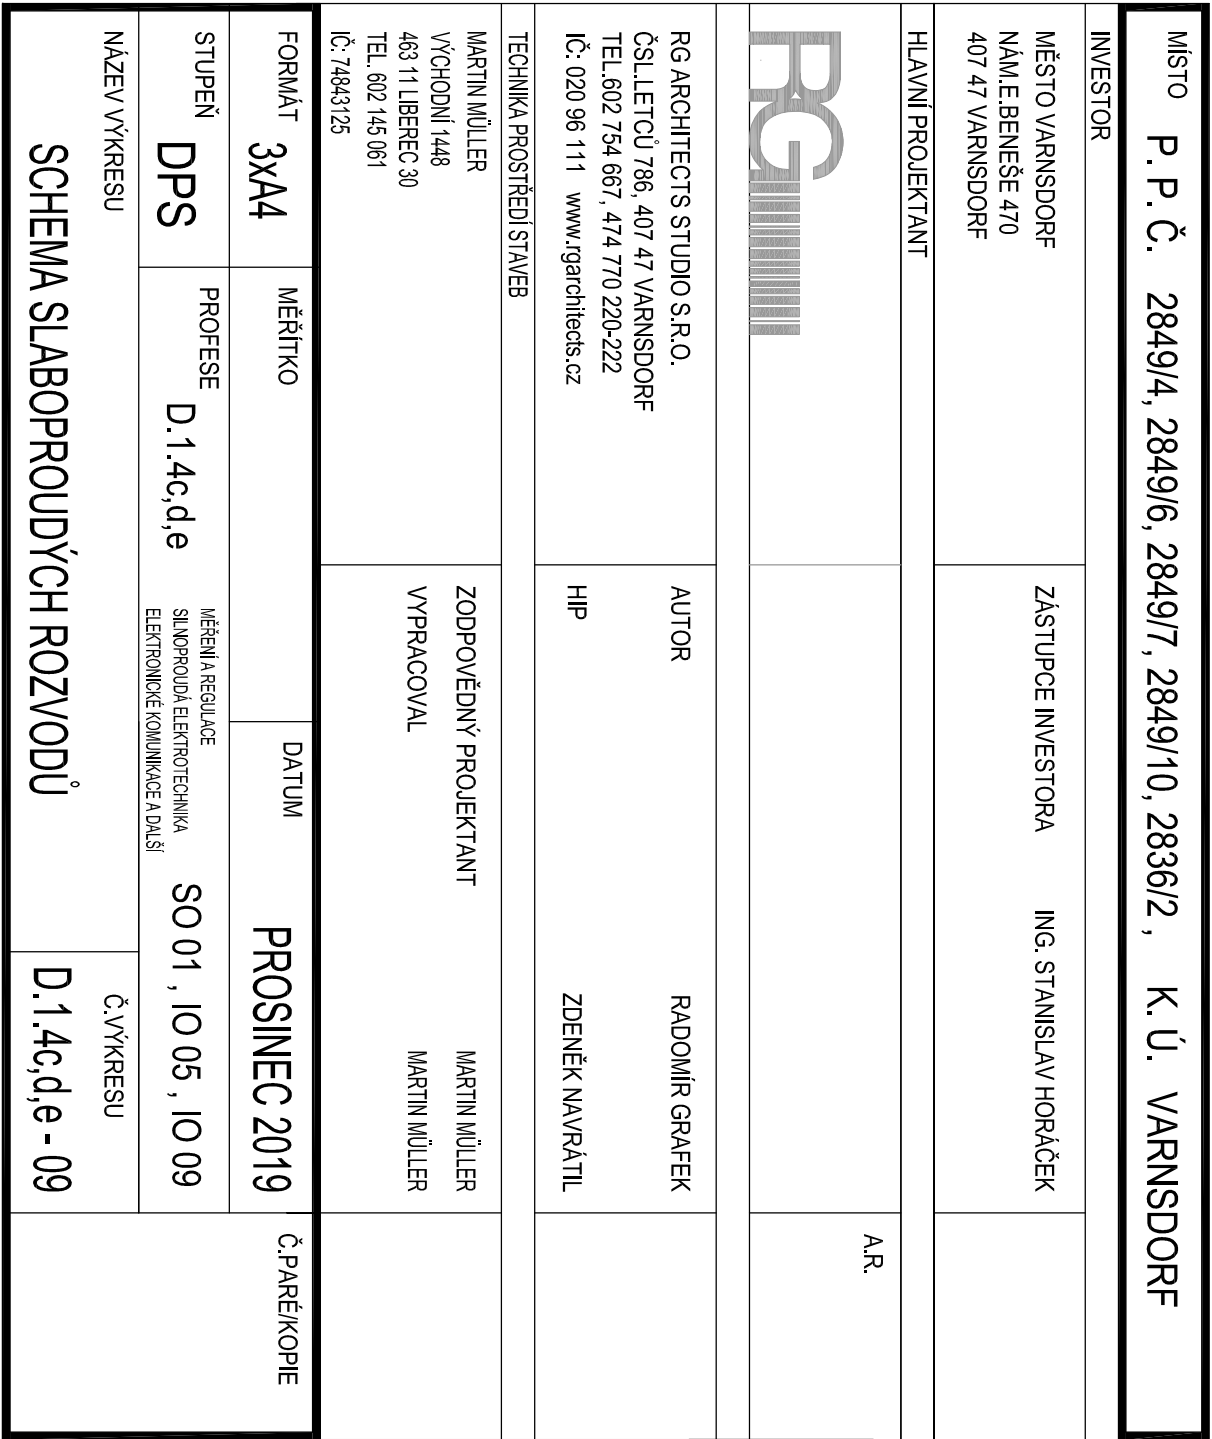 MÍSTO P. P. Č. 2849/4, 2849/6, 2849/7, 2849/10, 2836/2 , K. Ú. VARNSDORF
INVESTOR
MĚSTO VARNSDORF
NÁM.E.BENEŠE 470
407 47 VARNSDORF
ZÁSTUPCE INVESTORA ING. STANISLAV HORÁČEK
HLAVNÍ PROJEKTANT
RG
A.R.
RG ARCHITECTS STUDIO S.R.O.
ČSL.LETCŮ 786, 407 47 VARNSDORF
TEL.602 754 667, 474 770 220-222
IČ: 020 96 111 www.rgarchitects.cz
AUTOR RADOMÍR GRAFEK
HIP ZDENĚK NAVRÁTIL
TECHNIKA PROSTŘEDÍ STAVEB
MARTIN MÜLLER
VÝCHODNÍ 1448
463 11 LIBEREC 30
TEL. 602 145 061
IČ: 74843125
ZODPOVĚDNÝ PROJEKTANT MARTIN MÜLLER
VYPRACOVAL MARTIN MÜLLER
FORMÁT 3xA4
MĚŘÍTKO
DATUM PROSINEC 2019
Č.PARÉ/KOPIE
STUPEŇ DPS
PROFESE D.1.4c,d,e
MĚŘENÍ A REGULACE
SILNOPROUDÁ ELEKTROTECHNIKA
ELEKTRONICKÉ KOMUNIKACE A DALŠÍ
SO 01 , IO 05 , IO 09
NÁZEV VÝKRESU
SCHEMA SLABOPROUDÝCH ROZVODŮ
Č.VÝKRESU
D.1.4c,d,e - 09